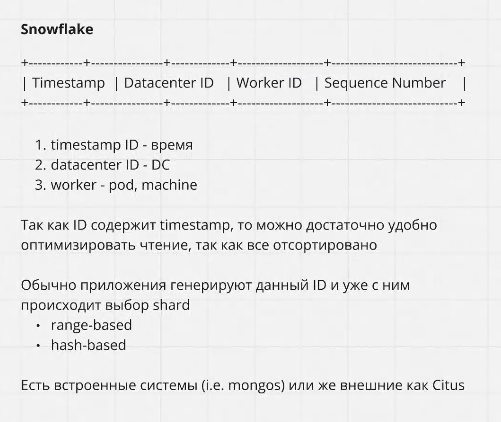 Snowflake
+------------+----------------+-------------+-------------------+----------------------------+
| Timestamp | Datacenter ID | Worker ID | Sequence Number |
+------------+----------------+-------------+-------------------+----------------------------+
1. timestamp ID - время
2. datacenter ID - DC
3. worker - pod, machine
Так как ID содержит timestamp, то можно достаточно удобно
оптимизировать чтение, так как все отсортировано
Обычно приложения генерируют данный ID и уже с ним
происходит выбор shard
• range-based
• hash-based
Есть встроенные системы (i.e. mongos) или же внешние как Citus